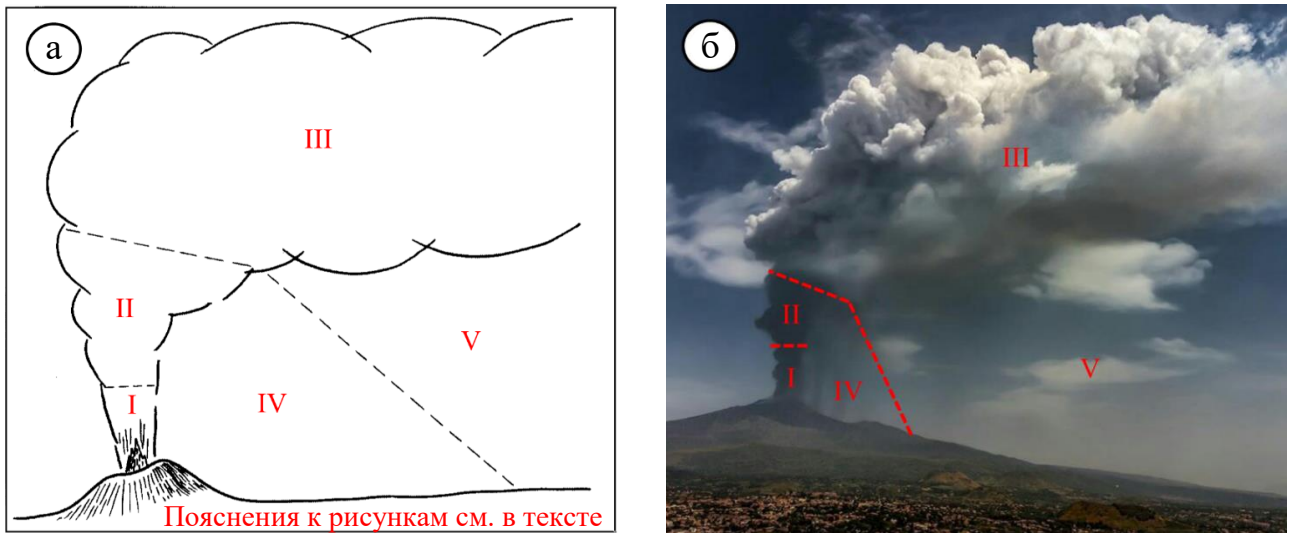 а
III
II
V
I
IV
Пояснения к рисункам см. в тексте
б
III
II
I
IV
V